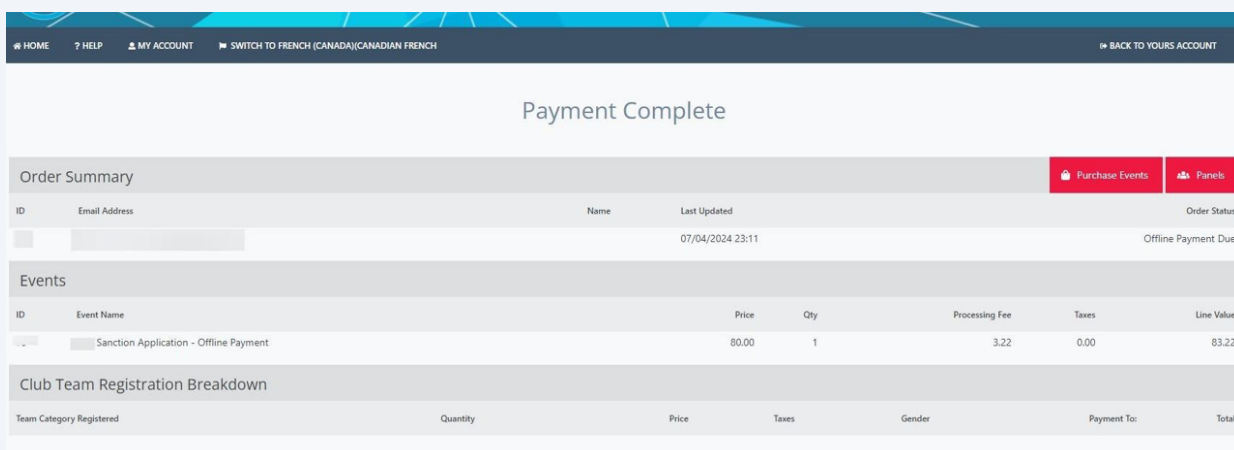 HOME ? HELP MY ACCOUNT SWITCH TO FRENCH (CANADA)(CANADIAN FRENCH BACK TO YOURS ACCOUNT
Payment Complete
Order Summary Purchase Events Panels
ID Email Address Name Last Updated Order Status
07/04/2024 23:11 Offline Payment Due
Events
ID Event Name Price Qty Processing Fee Taxes Line Value
Sanction Application - Offline Payment 80.00 1 3.22 0.00 83.22
Club Team Registration Breakdown
Team Category Registered Quantity Price Taxes Gender Payment To: Total